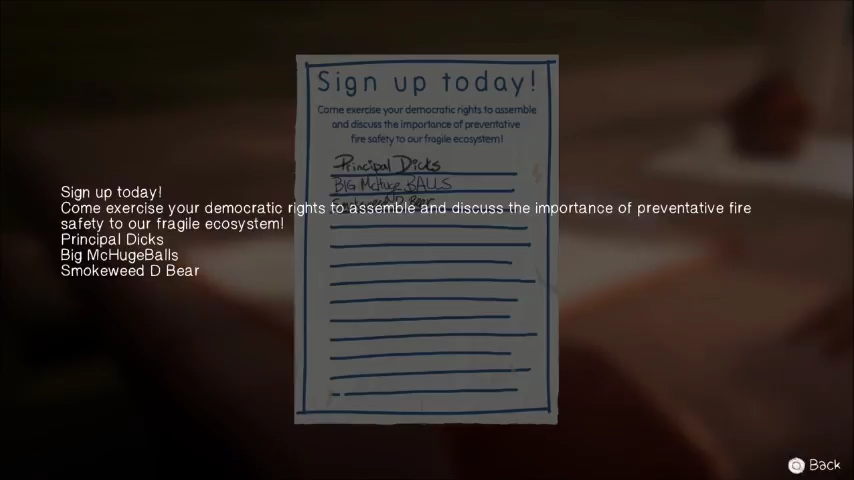 Sign up today!
Come exercise your democratic rights to assemble
and discuss the importance of preventative
fire safety to our fragile ecosystem!
Principal Dicks
BIG McHuge BALLS
Smokeweed D Bear
Sign up today!
Come exercise your democratic rights to assemble and discuss the importance of preventative fire
safety to our fragile ecosystem!
Principal Dicks
Big McHugeBalls
Smokeweed D Bear
Back